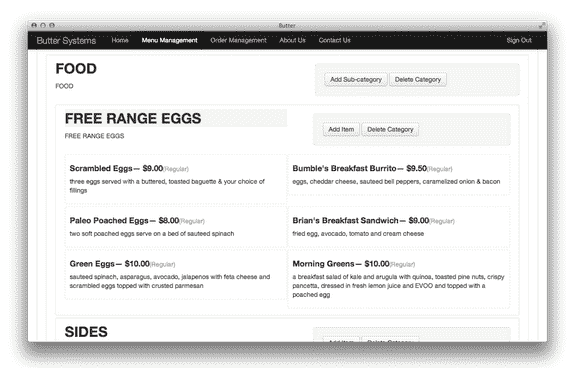 Butter
Butter Systems Home Menu Management Order Management About Us Contact Us Sign Out
FOOD
FOOD
Add Sub-category Delete Category
FREE RANGE EGGS
FREE RANGE EGGS
Add Item Delete Category
Scrambled Eggs— $9.00(Regular)
three eggs served with a buttered, toasted baguette & your choice of
fillings
Bumble's Breakfast Burrito— $9.50(Regular)
eggs, cheddar cheese, sauteed bell peppers, caramelized onion & bacon
Paleo Poached Eggs— $8.00(Regular)
two soft poached eggs serve on a bed of sauteed spinach
Brian's Breakfast Sandwich— $9.00(Regular)
fried egg, avocado, tomato and cream cheese
Green Eggs— $10.00(Regular)
sauteed spinach, asparagus, avocado, jalapenos with feta cheese and
scrambled eggs topped with crusted parmesan
Morning Greens— $10.00(Regular)
a breakfast salad of kale and arugula with quinoa, toasted pine nuts, crispy
pancetta, dressed in fresh lemon juice and EVOO and topped with a
poached egg
SIDES
Add Item Delete Category